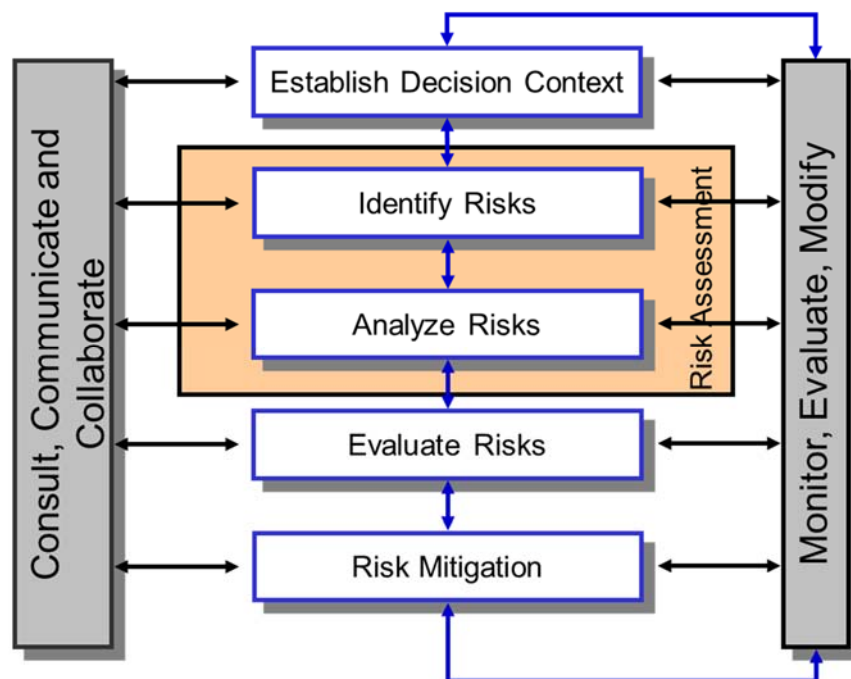 Establish Decision Context
Identify Risks
Analyze Risks
Evaluate Risks
Risk Mitigation
Risk Assessment
Consult, Communicate and
Collaborate
Monitor, Evaluate, Modify